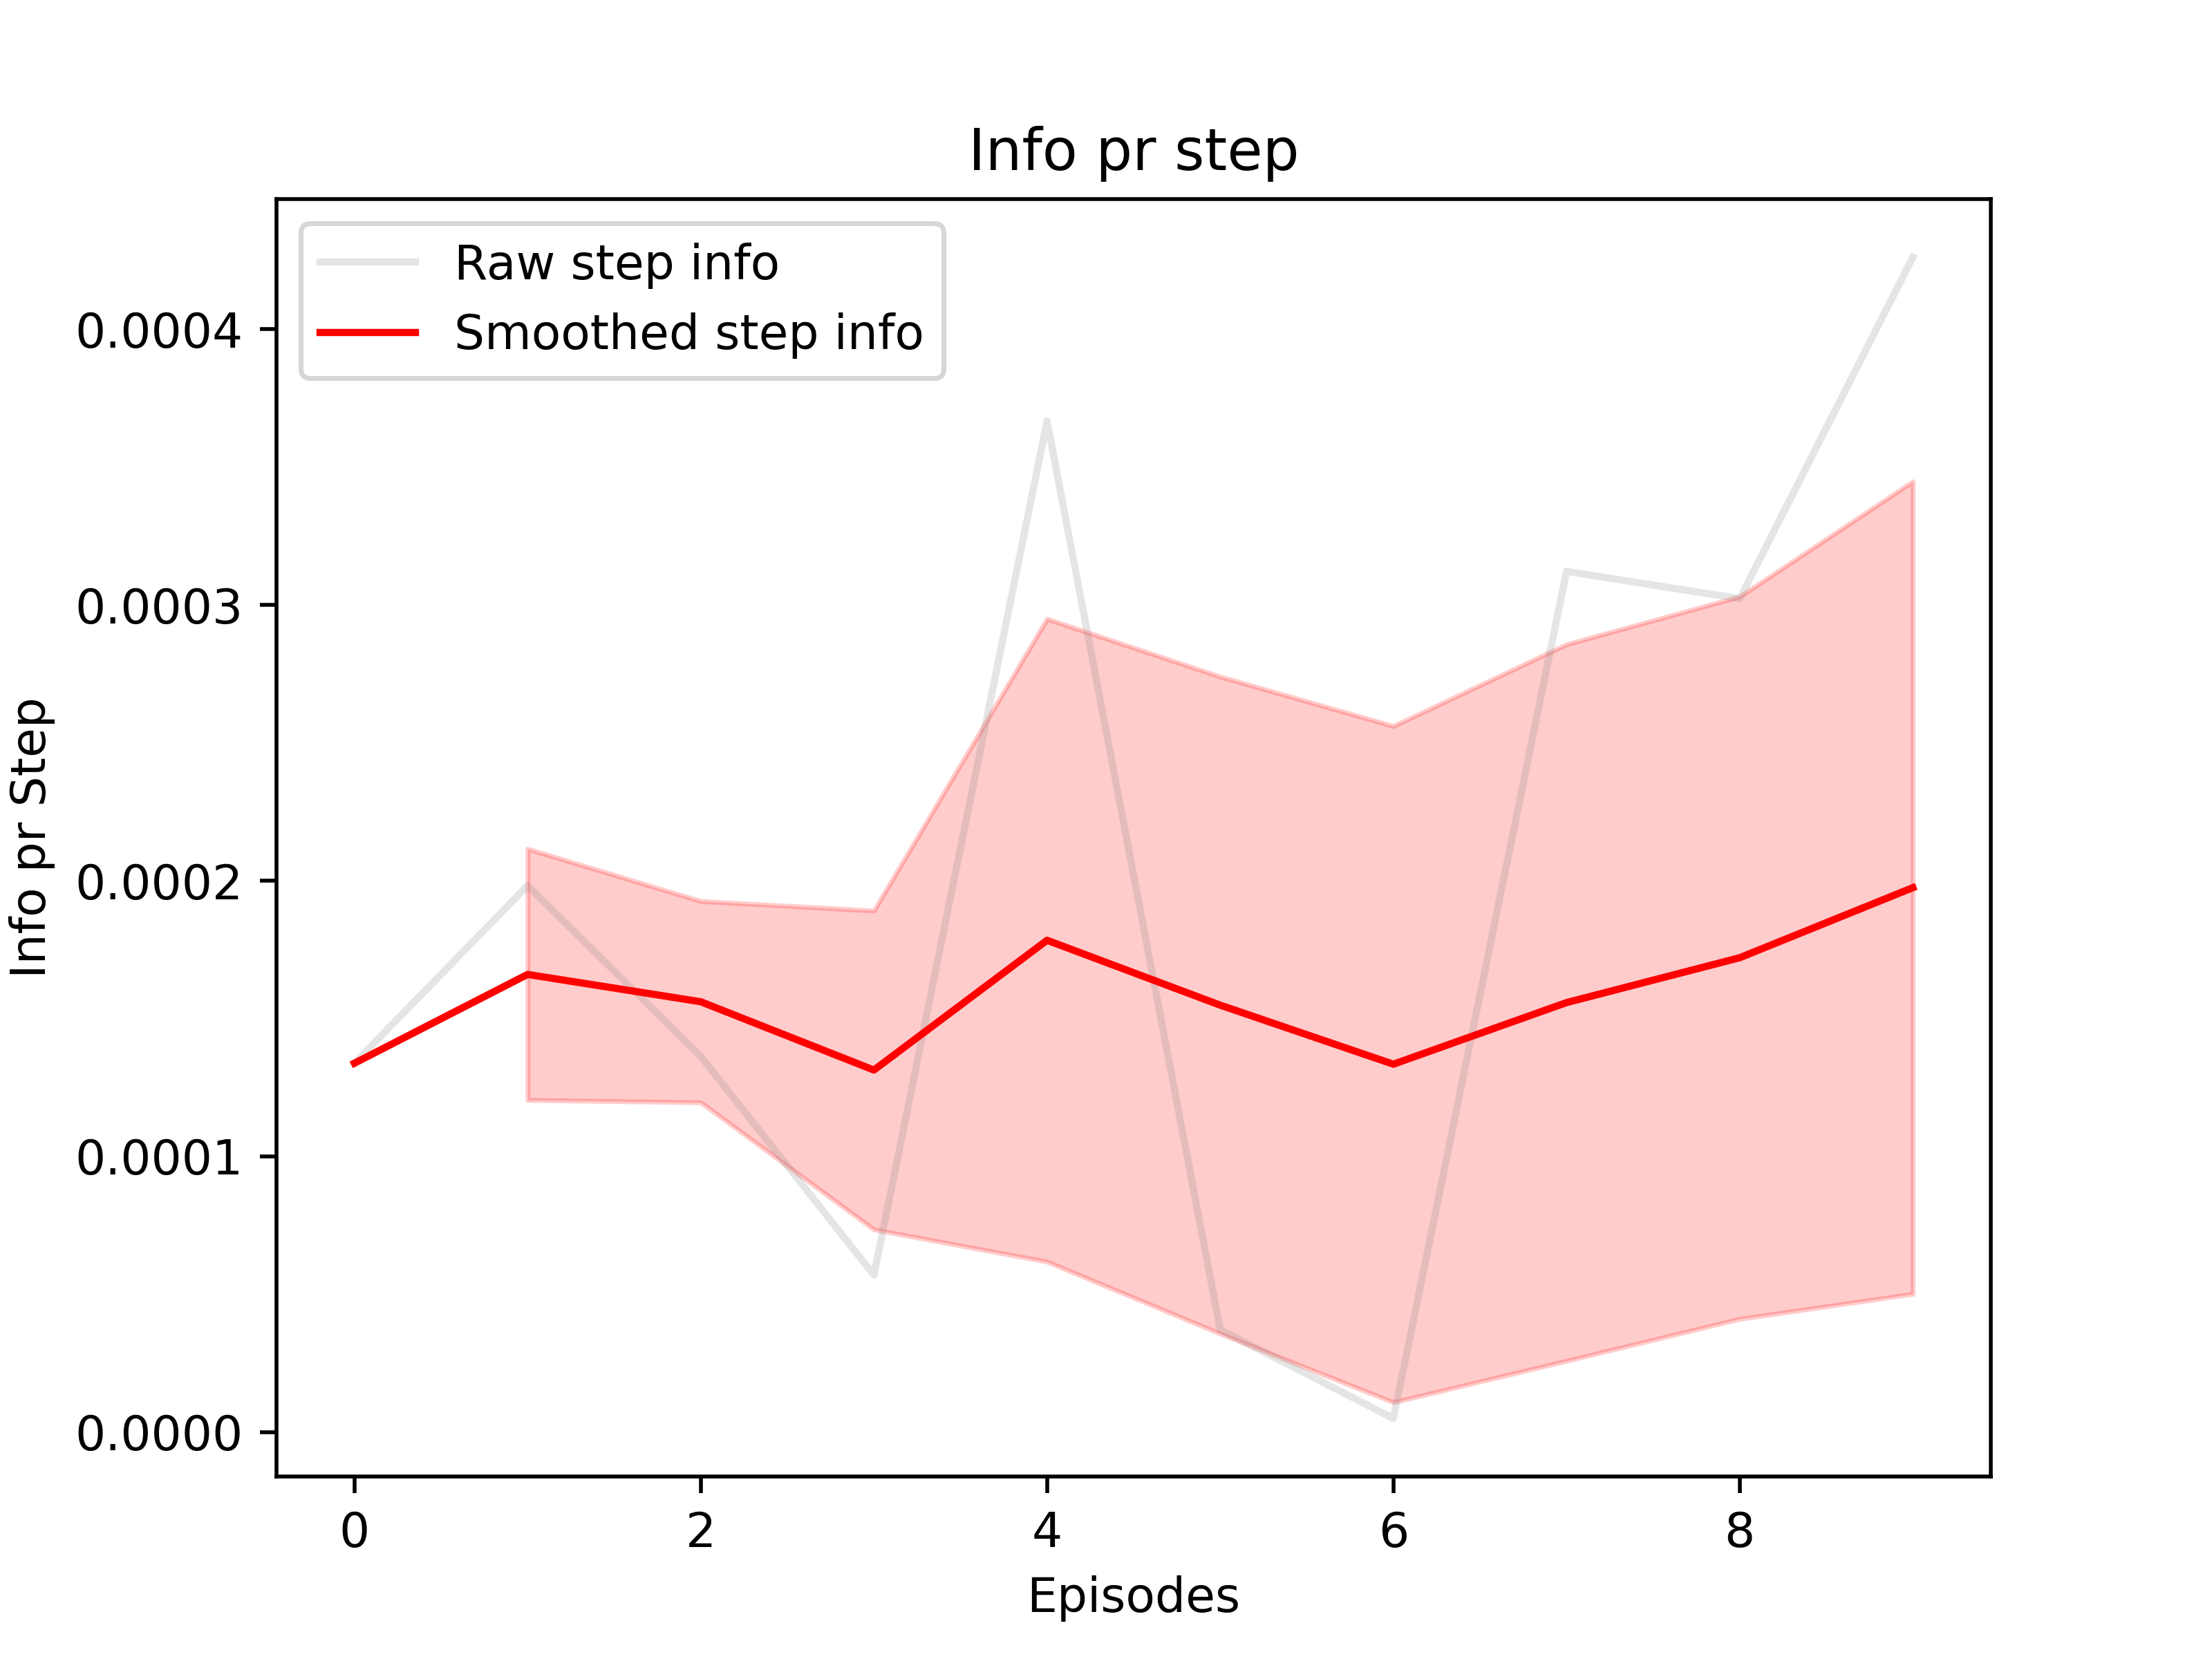 Info pr step
Raw step info
Smoothed step info
0.0004
0.0003
0.0002
0.0001
0.0000
Info pr Step
0 2 4 6 8
Episodes